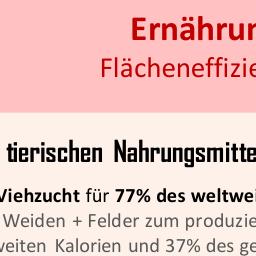 Ernährun
Flächeneffizie
tierischen Nahrungsmitte
Viehzucht für 77% des weltwei
Weiden + Felder zum produzie
weiten Kalorien und 37% des ge